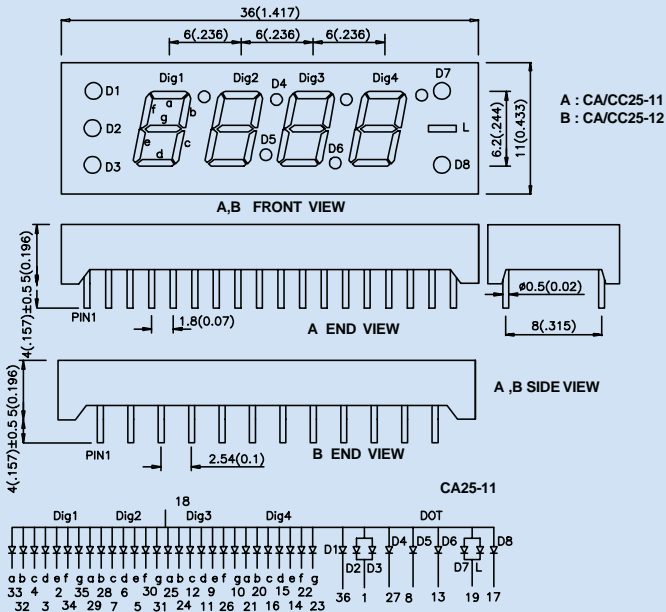 36(1.417)
6(.236) 6(.236) 6(.236)
Dig1 Dig2 Dig3 Dig4
D1 D2 D3 D4 D5 D6 D7 D8 L
a b c d e f g
6.2(.244)
11(0.433)
A : CA/CC25-11
B : CA/CC25-12
A,B FRONT VIEW
4(.157)±0.5 5(0.196)
PIN1
1.8(0.07)
A END VIEW
ø0.5(0.02)
8(.315)
A ,B SIDE VIEW
4(.157)±0.5 5(0.196)
PIN1
2.54(0.1)
B END VIEW
CA25-11
18
Dig1 Dig2 Dig3 Dig4 DOT
D1 D2 D3 D4 D5 D6 D7 L D8
a b c d e f g a b c d e f g a b c d e f g a b c d e f g
33 4 2 35 28 6 30 25 12 9 10 20 15 22 36 1 27 8 13 19 17
32 3 34 29 7 5 31 24 11 26 21 16 14 23